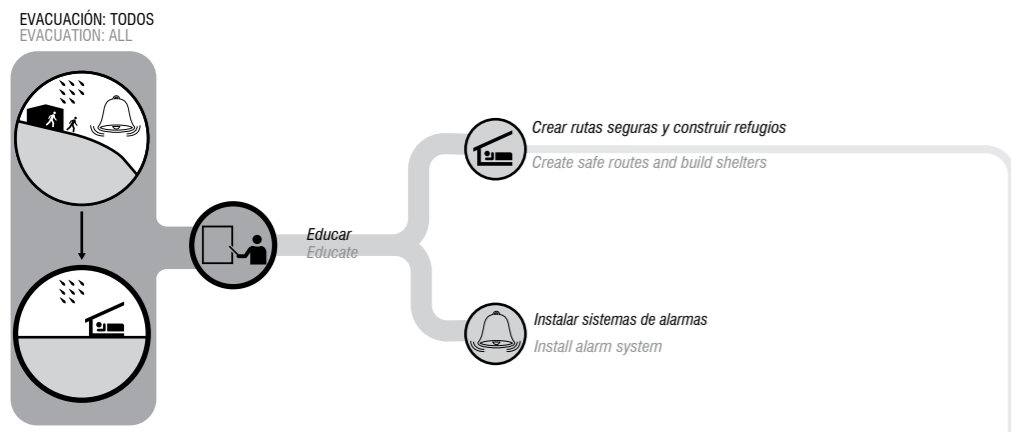 EVACUACIÓN: TODOS
EVACUATION: ALL
Crear rutas seguras y construir refugios
Create safe routes and build shelters
Educar
Educate
Instalar sistemas de alarmas
Install alarm system